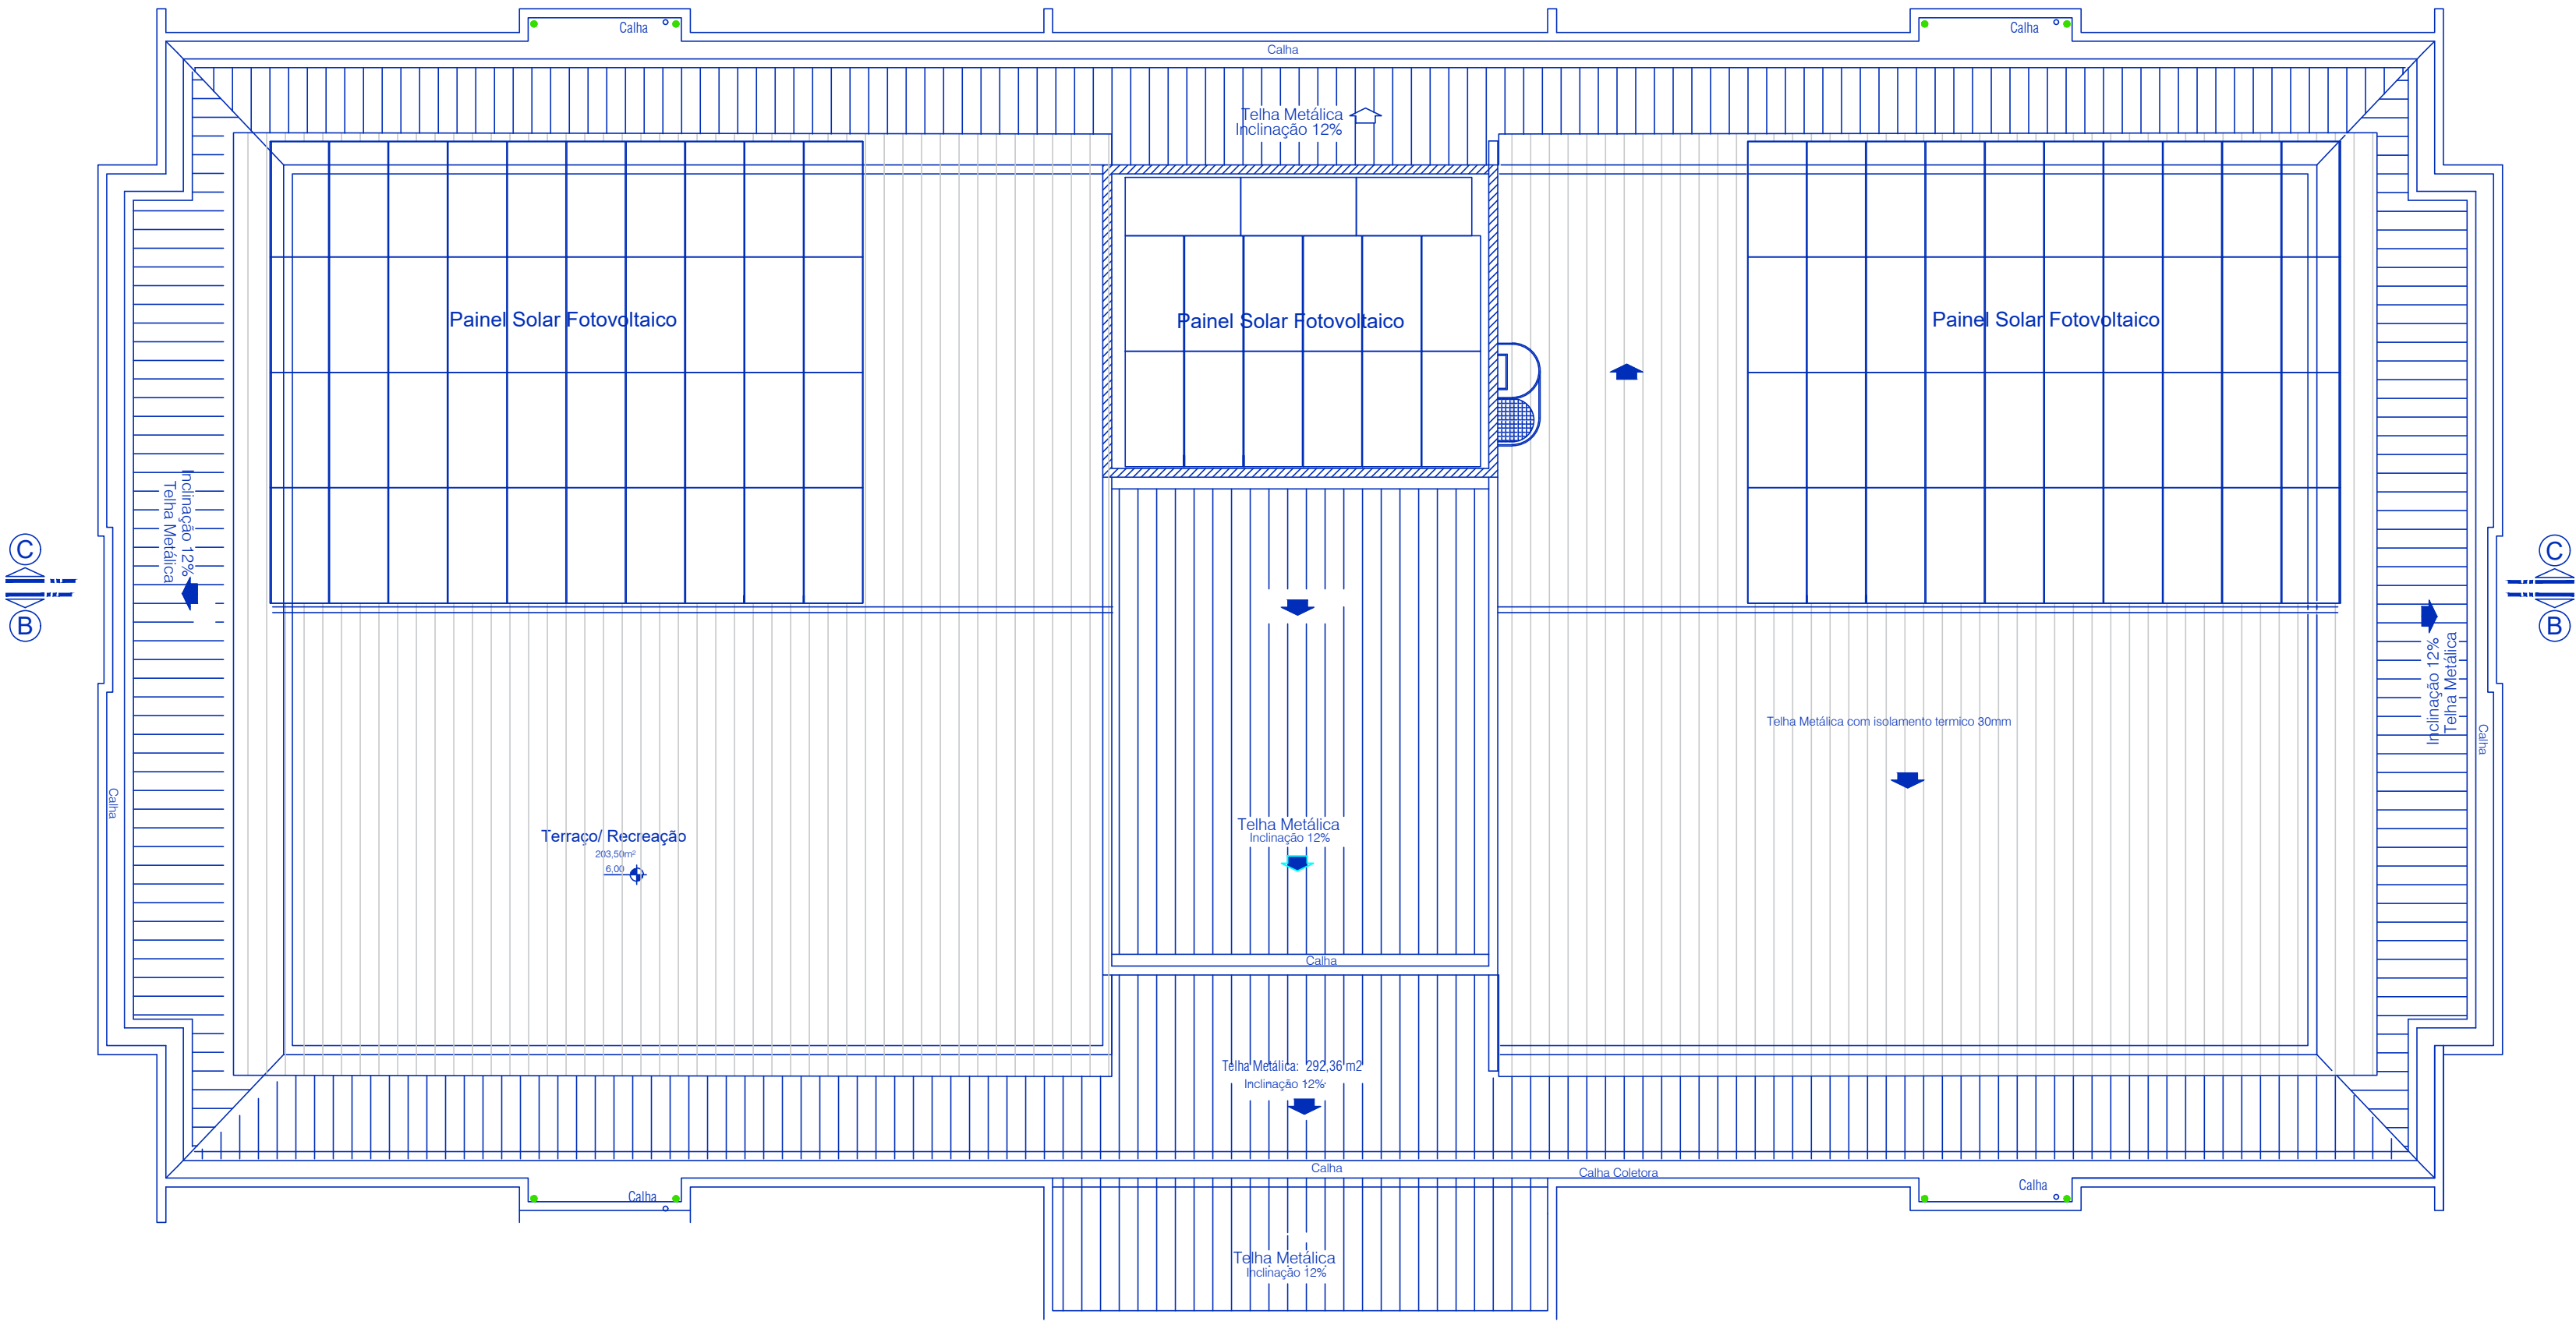 Calha
Calha
Calha
Telha Metálica
Inclinação 12%
Painel Solar Fotovoltaico
Painel Solar Fotovoltaico
Painel Solar Fotovoltaico
Inclinação 12%
Telha Metálica
C
B
C
B
Inclinação 12%
Telha Metálica
Calha
Calha
Telha Metálica com isolamento termico 30mm
Terraço/ Recreação
203,50m²
6,00
Telha Metálica
Inclinação 12%
Calha
Telha Metálica: 292,36 m2
Inclinação 12%
Calha
Calha Coletora
Calha
Calha
Telha Metálica
Inclinação 12%